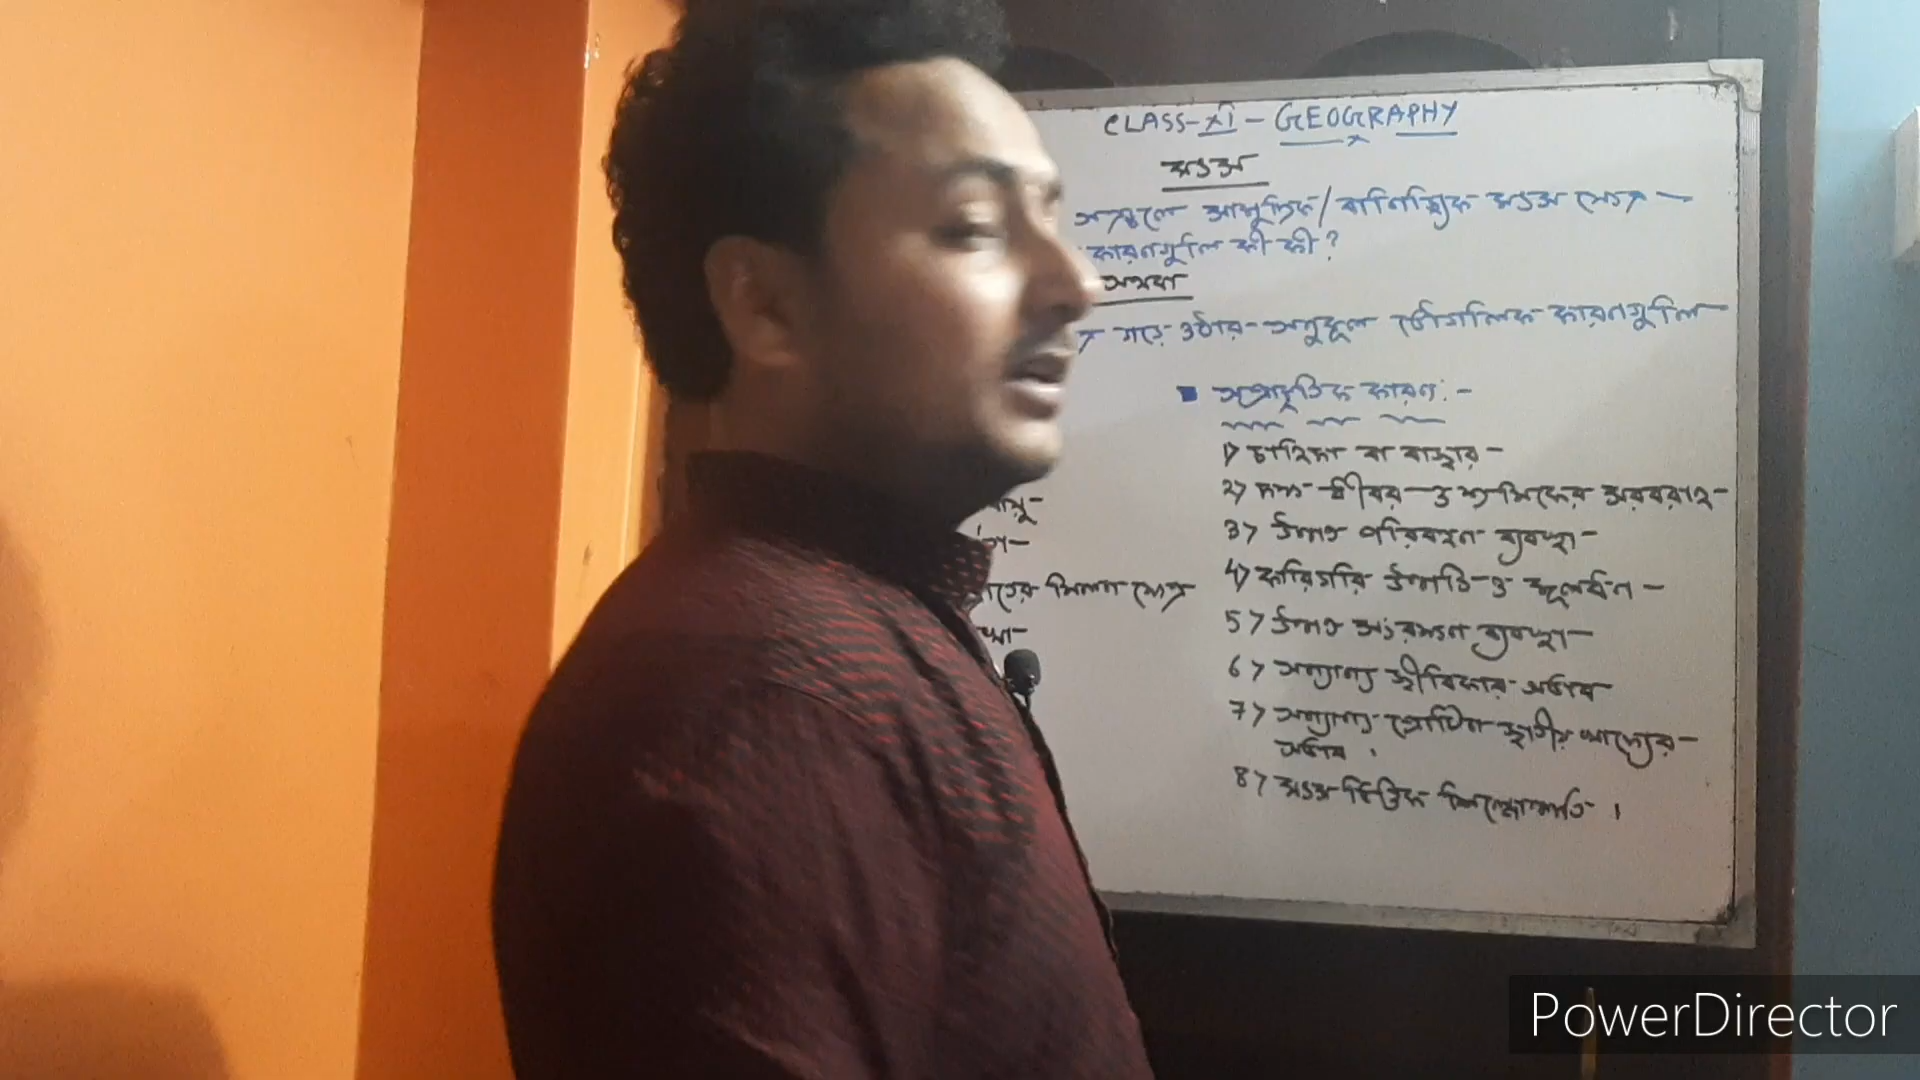 CLASS-XI - GEOGRAPHY
মৎস্য
অঞ্চলে সামুদ্রিক/বাণিজ্যিক মৎস্য ক্ষেত্র -
কারণগুলি কী কী?
অথবা
গড়ে ওঠার অনুকূল ভৌগলিক কারণগুলি
■ অপ্রাকৃতিক কারণ:-
1> চাহিদা বা বাজার -
2> দক্ষ ধীবর ও শ্রমিকের সরবরাহ -
3> উন্নত পরিবহণ ব্যবস্থা -
মিলন ক্ষেত্র
4> কারিগরি উন্নতি ও মূলধন -
5> উন্নত সংরক্ষণ ব্যবস্থা -
6> অন্যান্য জীবিকার অভাব
7> অন্যান্য প্রোটিন জাতীয় খাদ্যের -
অভাব।
8> মৎস্য ভিত্তিক শিল্পোন্নতি।
PowerDirector